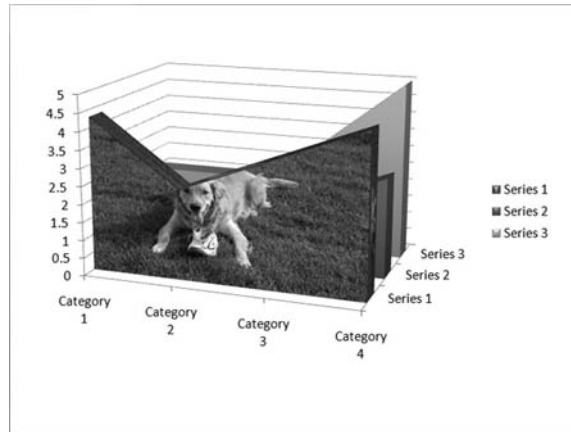 5
4.5
4
3.5
3
2.5
2
1.5
1
0.5
0
Category
1
Category
2
Category
3
Category
4
Series 1
Series 2
Series 3
Series 1
Series 2
Series 3